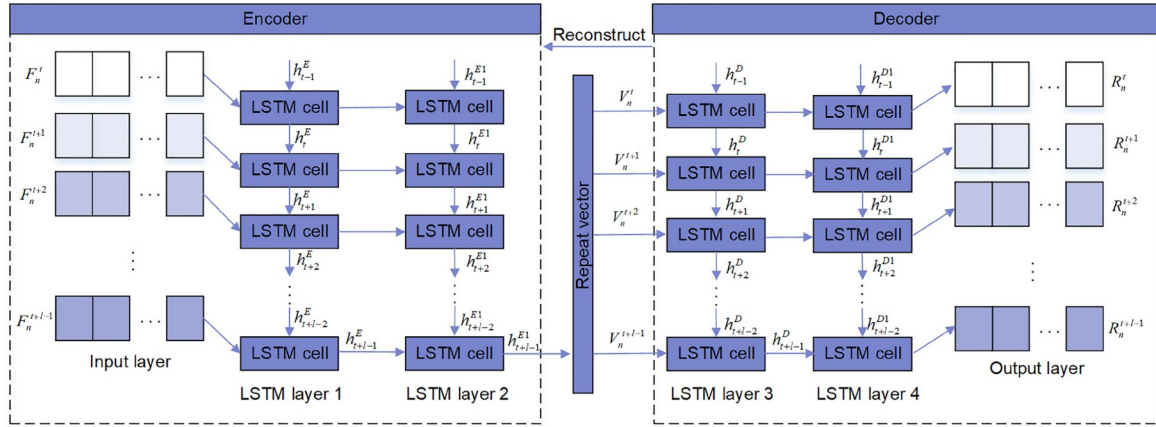 Encoder
Decoder
Reconstruct
F_n^t
...
h_{t-1}^E
h_{t-1}^{E1}
LSTM cell
LSTM cell
h_t^E
h_t^{E1}
F_n^{t+1}
...
LSTM cell
LSTM cell
h_{t+1}^E
h_{t+1}^{E1}
F_n^{t+2}
...
LSTM cell
LSTM cell
h_{t+2}^E
h_{t+2}^{E1}
h_{t+l-2}^E
h_{t+l-2}^{E1}
F_n^{t+l-1}
...
LSTM cell
h_{t+l-1}^E
LSTM cell
h_{t+l-1}^{E1}
Input layer
LSTM layer 1
LSTM layer 2
Repeat vector
V_n^t
V_n^{t+1}
V_n^{t+2}
V_n^{t+l-1}
h_{t-1}^D
h_{t-1}^{D1}
LSTM cell
LSTM cell
...
R_n^t
h_t^D
h_t^{D1}
LSTM cell
LSTM cell
...
R_n^{t+1}
h_{t+1}^D
h_{t+1}^{D1}
LSTM cell
LSTM cell
...
R_n^{t+2}
h_{t+2}^D
h_{t+2}^{D1}
h_{t+l-2}^D
h_{t+l-2}^{D1}
LSTM cell
h_{t+l-1}^D
LSTM cell
...
R_n^{t+l-1}
Output layer
LSTM layer 3
LSTM layer 4